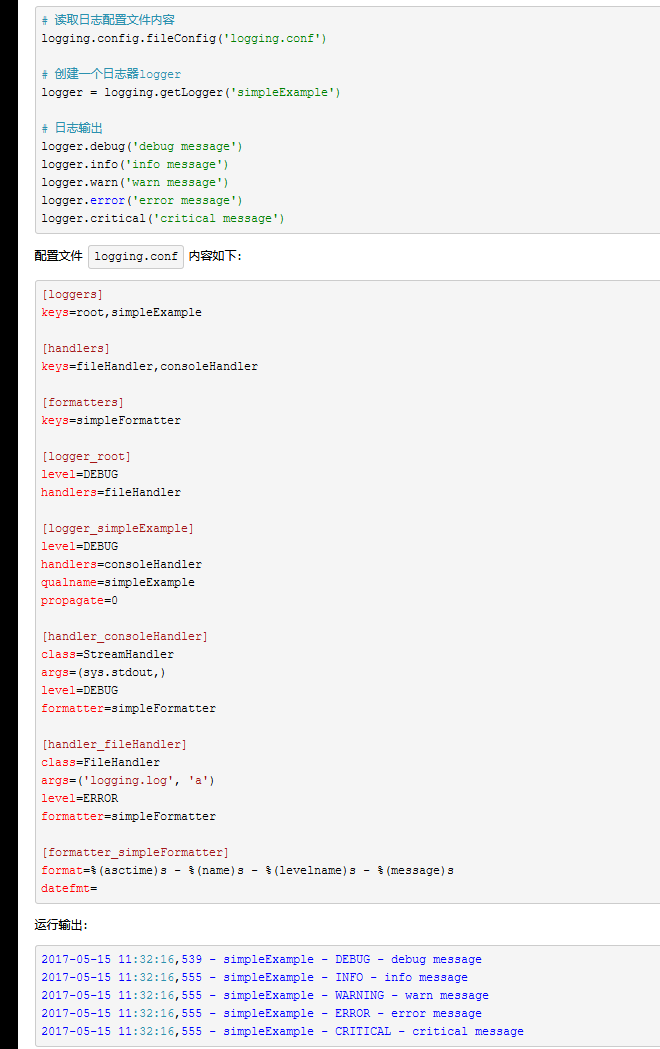 # 读取日志配置文件内容
logging.config.fileConfig('logging.conf')
# 创建一个日志器logger
logger = logging.getLogger('simpleExample')
# 日志输出
logger.debug('debug message')
logger.info('info message')
logger.warn('warn message')
logger.error('error message')
logger.critical('critical message')
配置文件 logging.conf 内容如下:
[loggers]
keys=root,simpleExample
[handlers]
keys=fileHandler,consoleHandler
[formatters]
keys=simpleFormatter
[logger_root]
level=DEBUG
handlers=fileHandler
[logger_simpleExample]
level=DEBUG
handlers=consoleHandler
qualname=simpleExample
propagate=0
[handler_consoleHandler]
class=StreamHandler
args=(sys.stdout,)
level=DEBUG
formatter=simpleFormatter
[handler_fileHandler]
class=FileHandler
args=('logging.log', 'a')
level=ERROR
formatter=simpleFormatter
[formatter_simpleFormatter]
format=%(asctime)s - %(name)s - %(levelname)s - %(message)s
datefmt=
运行输出:
2017-05-15 11:32:16,539 - simpleExample - DEBUG - debug message
2017-05-15 11:32:16,555 - simpleExample - INFO - info message
2017-05-15 11:32:16,555 - simpleExample - WARNING - warn message
2017-05-15 11:32:16,555 - simpleExample - ERROR - error message
2017-05-15 11:32:16,555 - simpleExample - CRITICAL - critical message